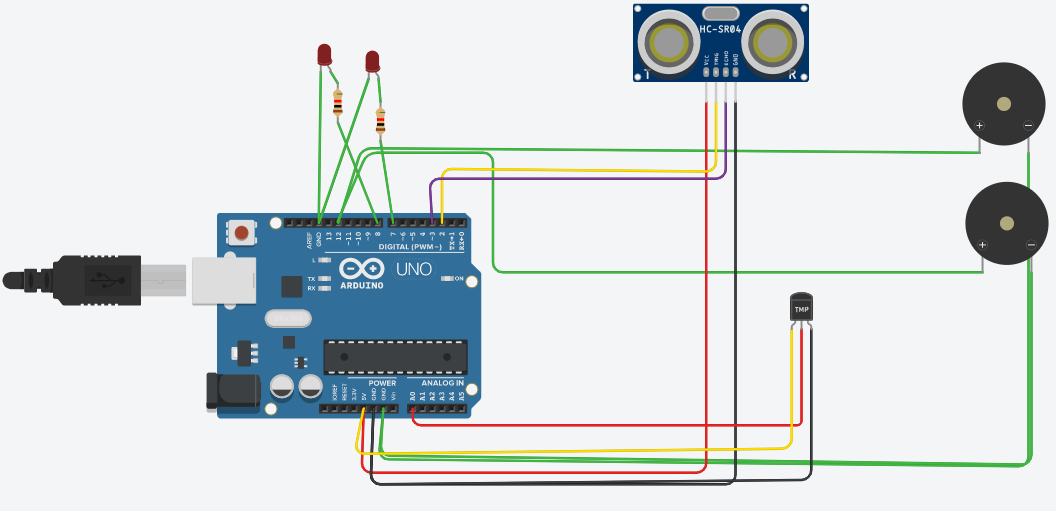 HC-SR04
VCC
TRIG
ECHO
GND
T
R
+
−
+
−
TMP
AREF
GND
13
12
~11
~10
~9
8
7
~6
~5
4
~3
2
TX→1
RX←0
DIGITAL (PWM~)
L
TX
RX
ARDUINO
UNO
ON
POWER
ANALOG IN
IOREF
RESET
3.3V
5V
GND
GND
Vin
A0
A1
A2
A3
A4
A5